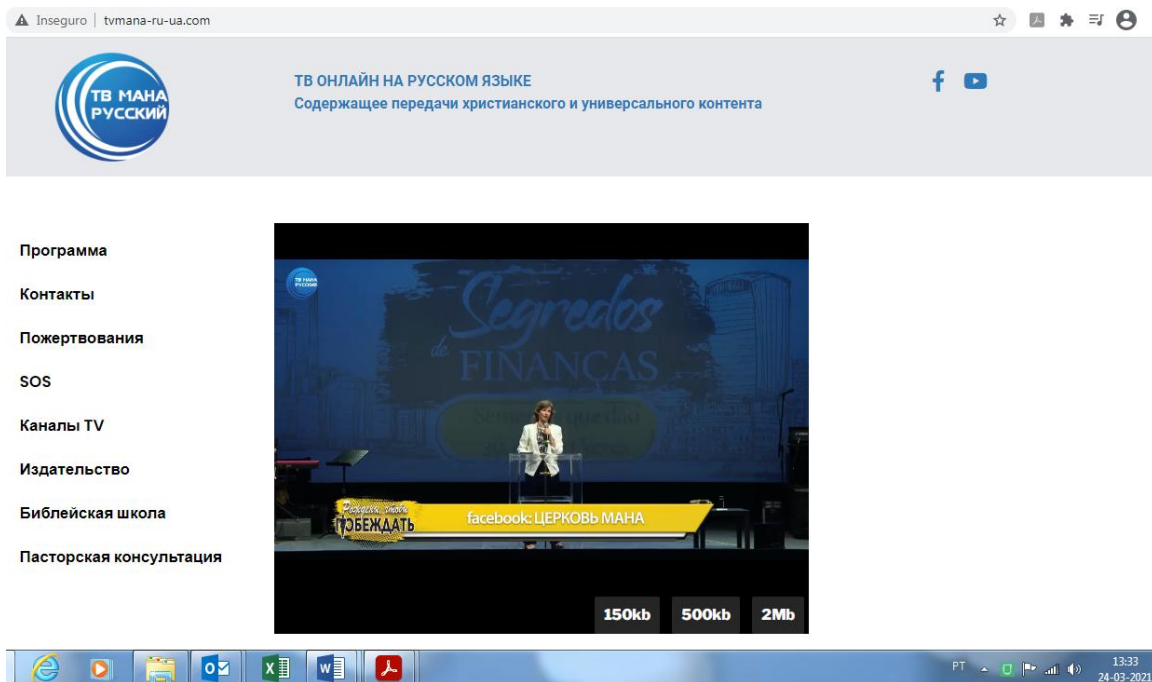 Inseguro | tvmana-ru-ua.com
ТВ МАНА
РУССКИЙ
ТВ ОНЛАЙН НА РУССКОМ ЯЗЫКЕ
Содержащее передачи христианского и универсального контента
Программа
Контакты
Пожертвования
SOS
Каналы TV
Издательство
Библейская школа
Пасторская консультация
ТВ МАНА
РУССКИЙ
Segredos
de
FINANÇAS
Рождены, чтобы
ПОБЕЖДАТЬ
facebook: ЦЕРКОВЬ МАНА
150kb 500kb 2Mb
PT
13:33
24-03-2021